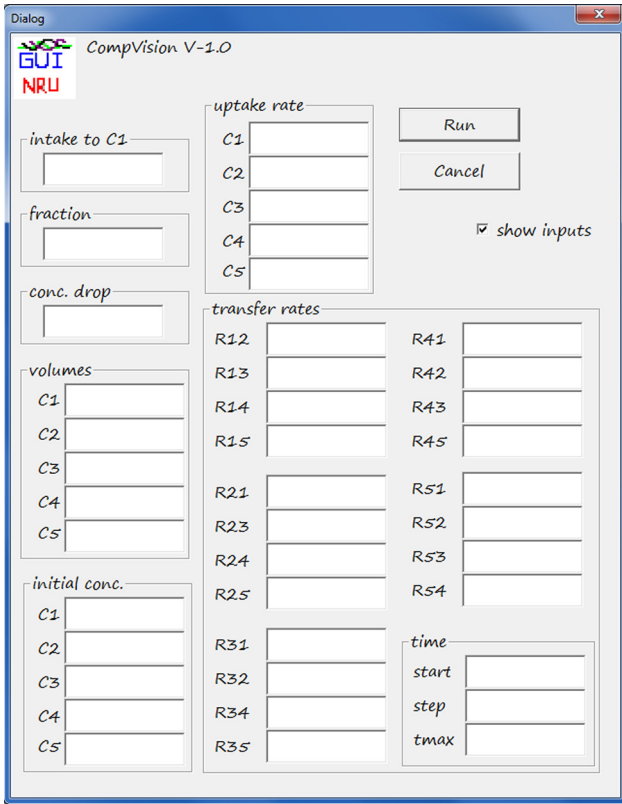 Dialog
GUI
NRU
CompVision V-1.0
intake to C1
fraction
conc. drop
volumes
C1
C2
C3
C4
C5
initial conc.
C1
C2
C3
C4
C5
uptake rate
C1
C2
C3
C4
C5
Run
Cancel
show inputs
transfer rates
R12
R13
R14
R15
R21
R23
R24
R25
R31
R32
R34
R35
R41
R42
R43
R45
R51
R52
R53
R54
time
start
step
tmax